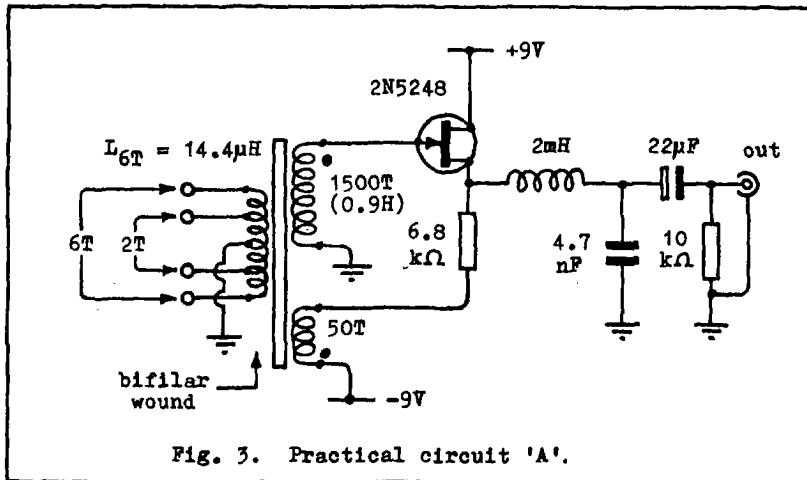 +9V
2N5248
L6T = 14.4μH
2mH
22μF
out
1500T
(0.9H)
6T
2T
6.8
kΩ
4.7
nF
10
kΩ
50T
bifilar
wound
-9V
Fig. 3. Practical circuit 'A'.